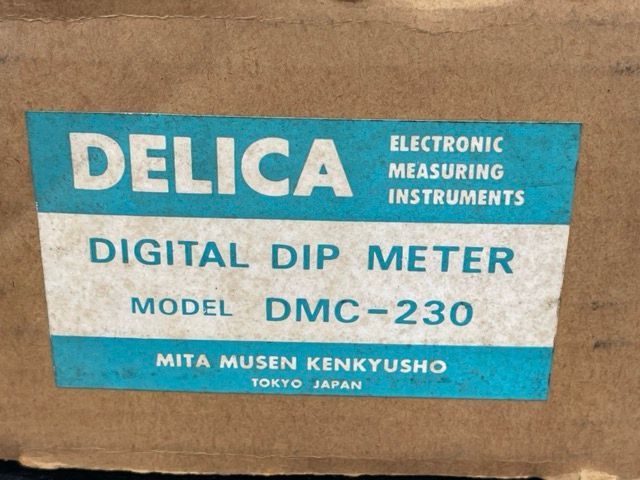 DELICA
ELECTRONIC
MEASURING
INSTRUMENTS
DIGITAL DIP METER
MODEL DMC-230
MITA MUSEN KENKYUSHO
TOKYO JAPAN